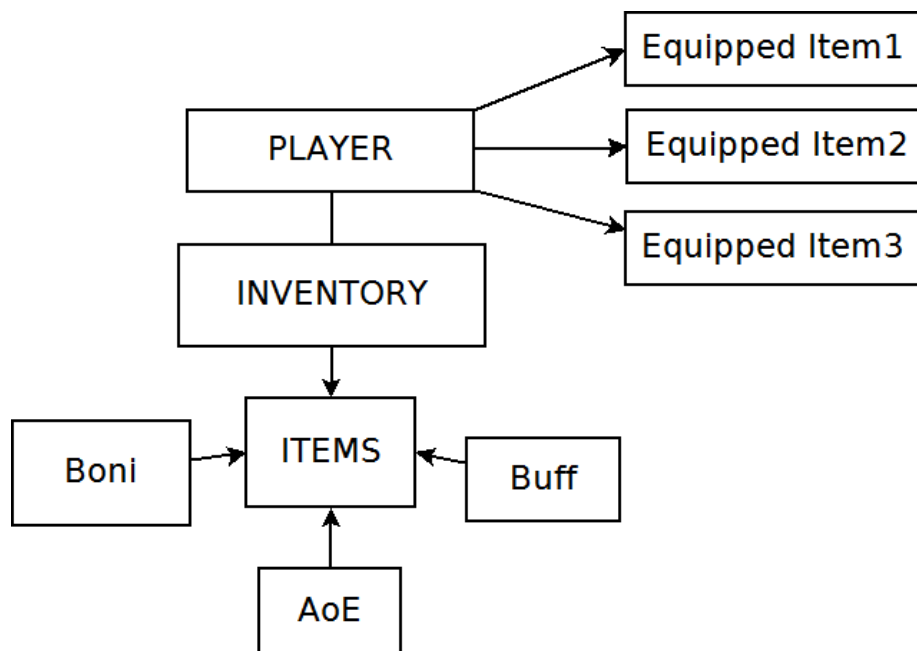 Equipped Item1
PLAYER
Equipped Item2
Equipped Item3
INVENTORY
ITEMS
Boni
Buff
AoE